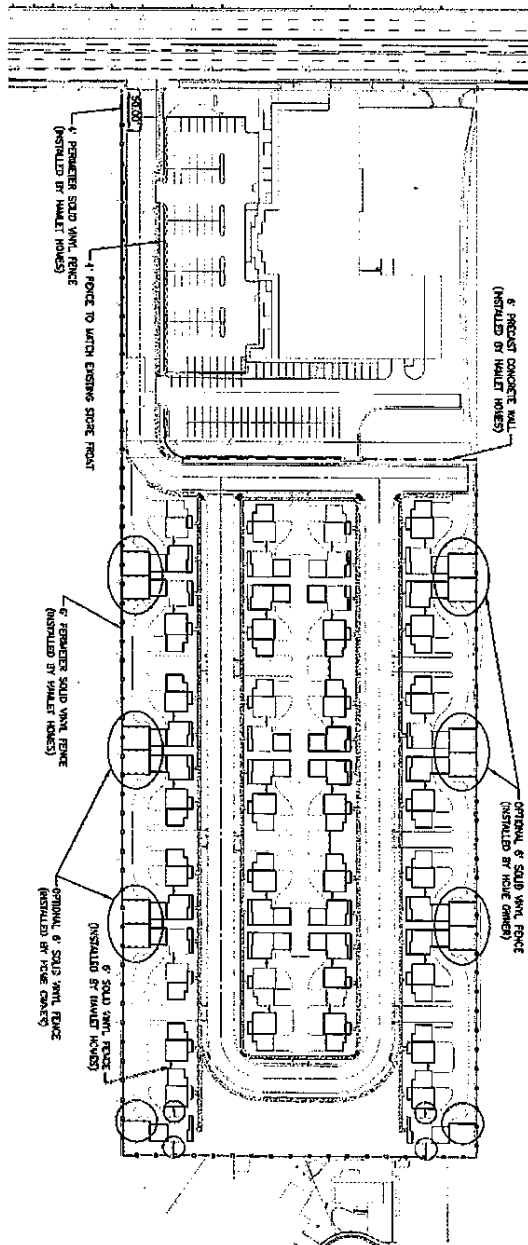 50.00'
6' PERIMETER SOLID VINYL FENCE
(INSTALLED BY HAMLET HOMES)
4' FENCE TO MATCH EXISTING STORE FRONT
6' PRECAST CONCRETE WALL
(INSTALLED BY HAMLET HOMES)
6' PERIMETER SOLID VINYL FENCE
(INSTALLED BY HAMLET HOMES)
OPTIONAL 6' SOLID VINYL FENCE
(INSTALLED BY HOME OWNER)
OPTIONAL 6' SOLID VINYL FENCE
(INSTALLED BY HOME OWNER)
6' SOLID VINYL FENCE
(INSTALLED BY HAMLET HOMES)